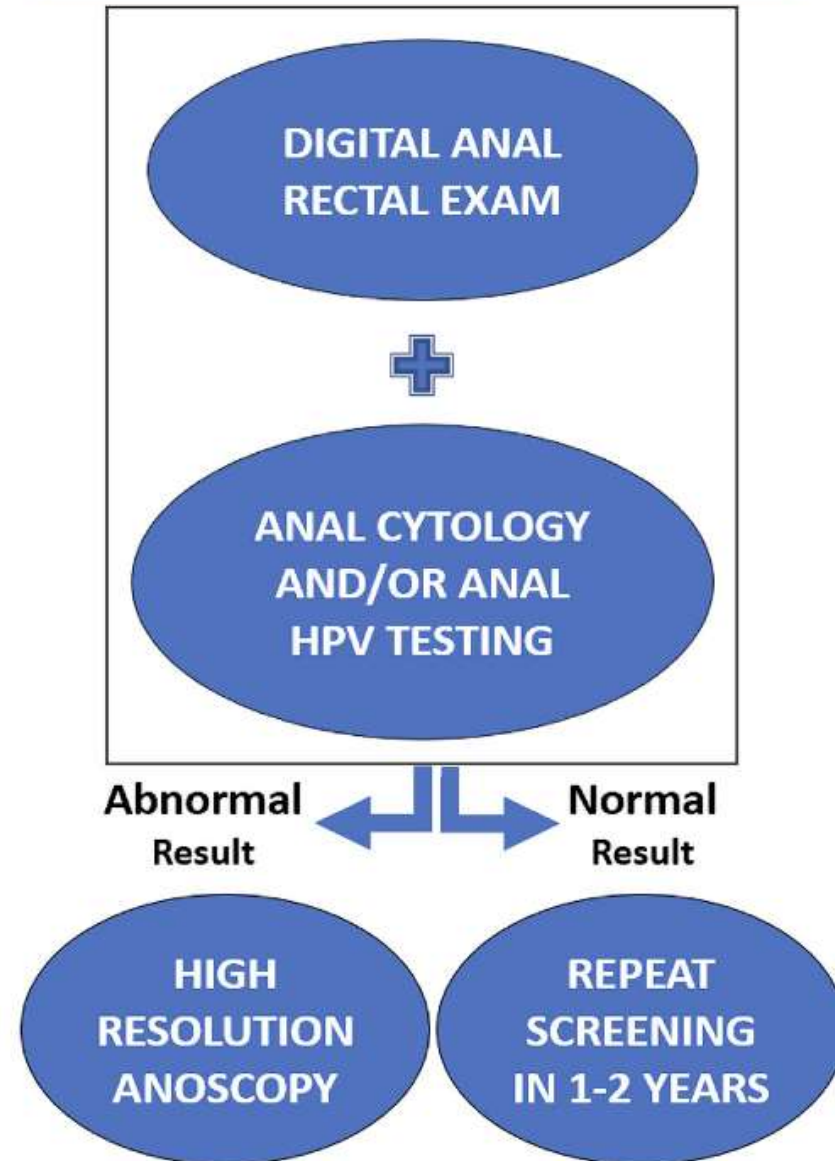 DIGITAL ANAL
RECTAL EXAM
ANAL CYTOLOGY
AND/OR ANAL
HPV TESTING
Abnormal
Result
Normal
Result
HIGH
RESOLUTION
ANOSCOPY
REPEAT
SCREENING
IN 1-2 YEARS